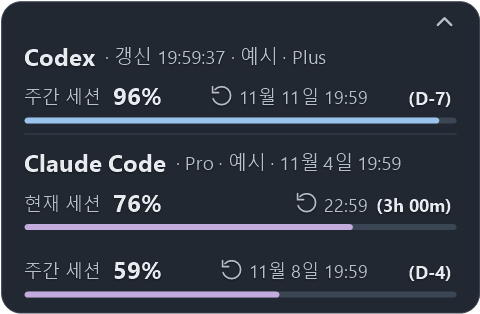 Codex · 갱신 19:59:37 · 예시 · Plus
주간 세션 96% 11월 11일 19:59 (D-7)
Claude Code · Pro · 예시 · 11월 4일 19:59
현재 세션 76% 22:59 (3h 00m)
주간 세션 59% 11월 8일 19:59 (D-4)